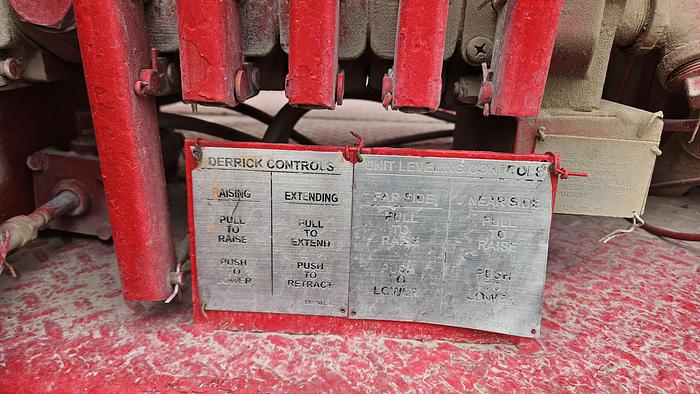 DERRICK CONTROLS
RAISING
PULL
TO
RAISE
PUSH
TO
LOWER
EXTENDING
PULL
TO
EXTEND
PUSH
TO
RETRACT
UNIT LEVELING CONTROLS
FAR SIDE
PULL
TO
RAISE
PUSH
TO
LOWER
NEAR SIDE
PULL
TO
RAISE
PUSH
TO
LOWER